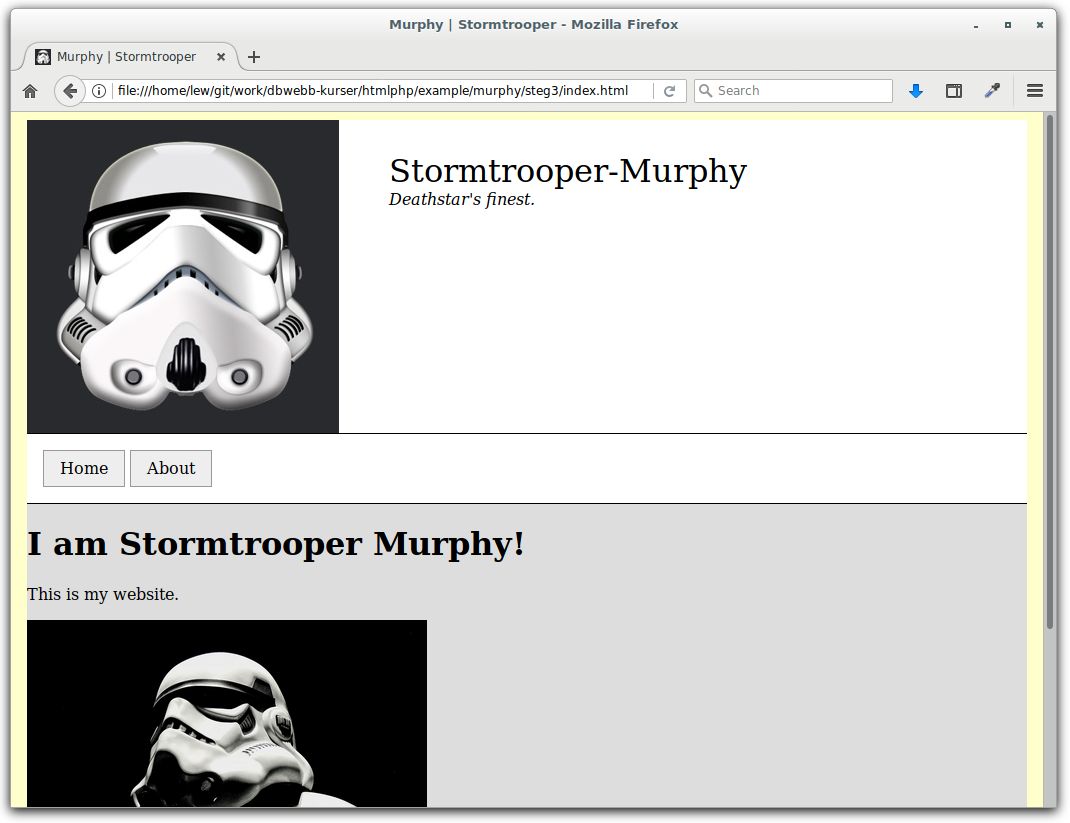 Murphy | Stormtrooper - Mozilla Firefox
Murphy | Stormtrooper
file:///home/lew/git/work/dbwebb-kurser/htmlphp/example/murphy/steg3/index.html
Search
Stormtrooper-Murphy
Deathstar's finest.
Home About
I am Stormtrooper Murphy!
This is my website.